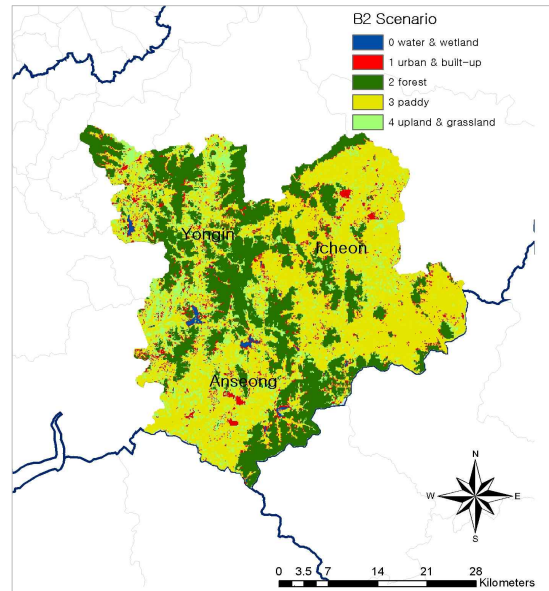 B2 Scenario
0 water & wetland
1 urban & built-up
2 forest
3 paddy
4 upland & grassland
Yongin
Icheon
Anseong
N
W E
S
0 3.5 7 14 21 28
Kilometers